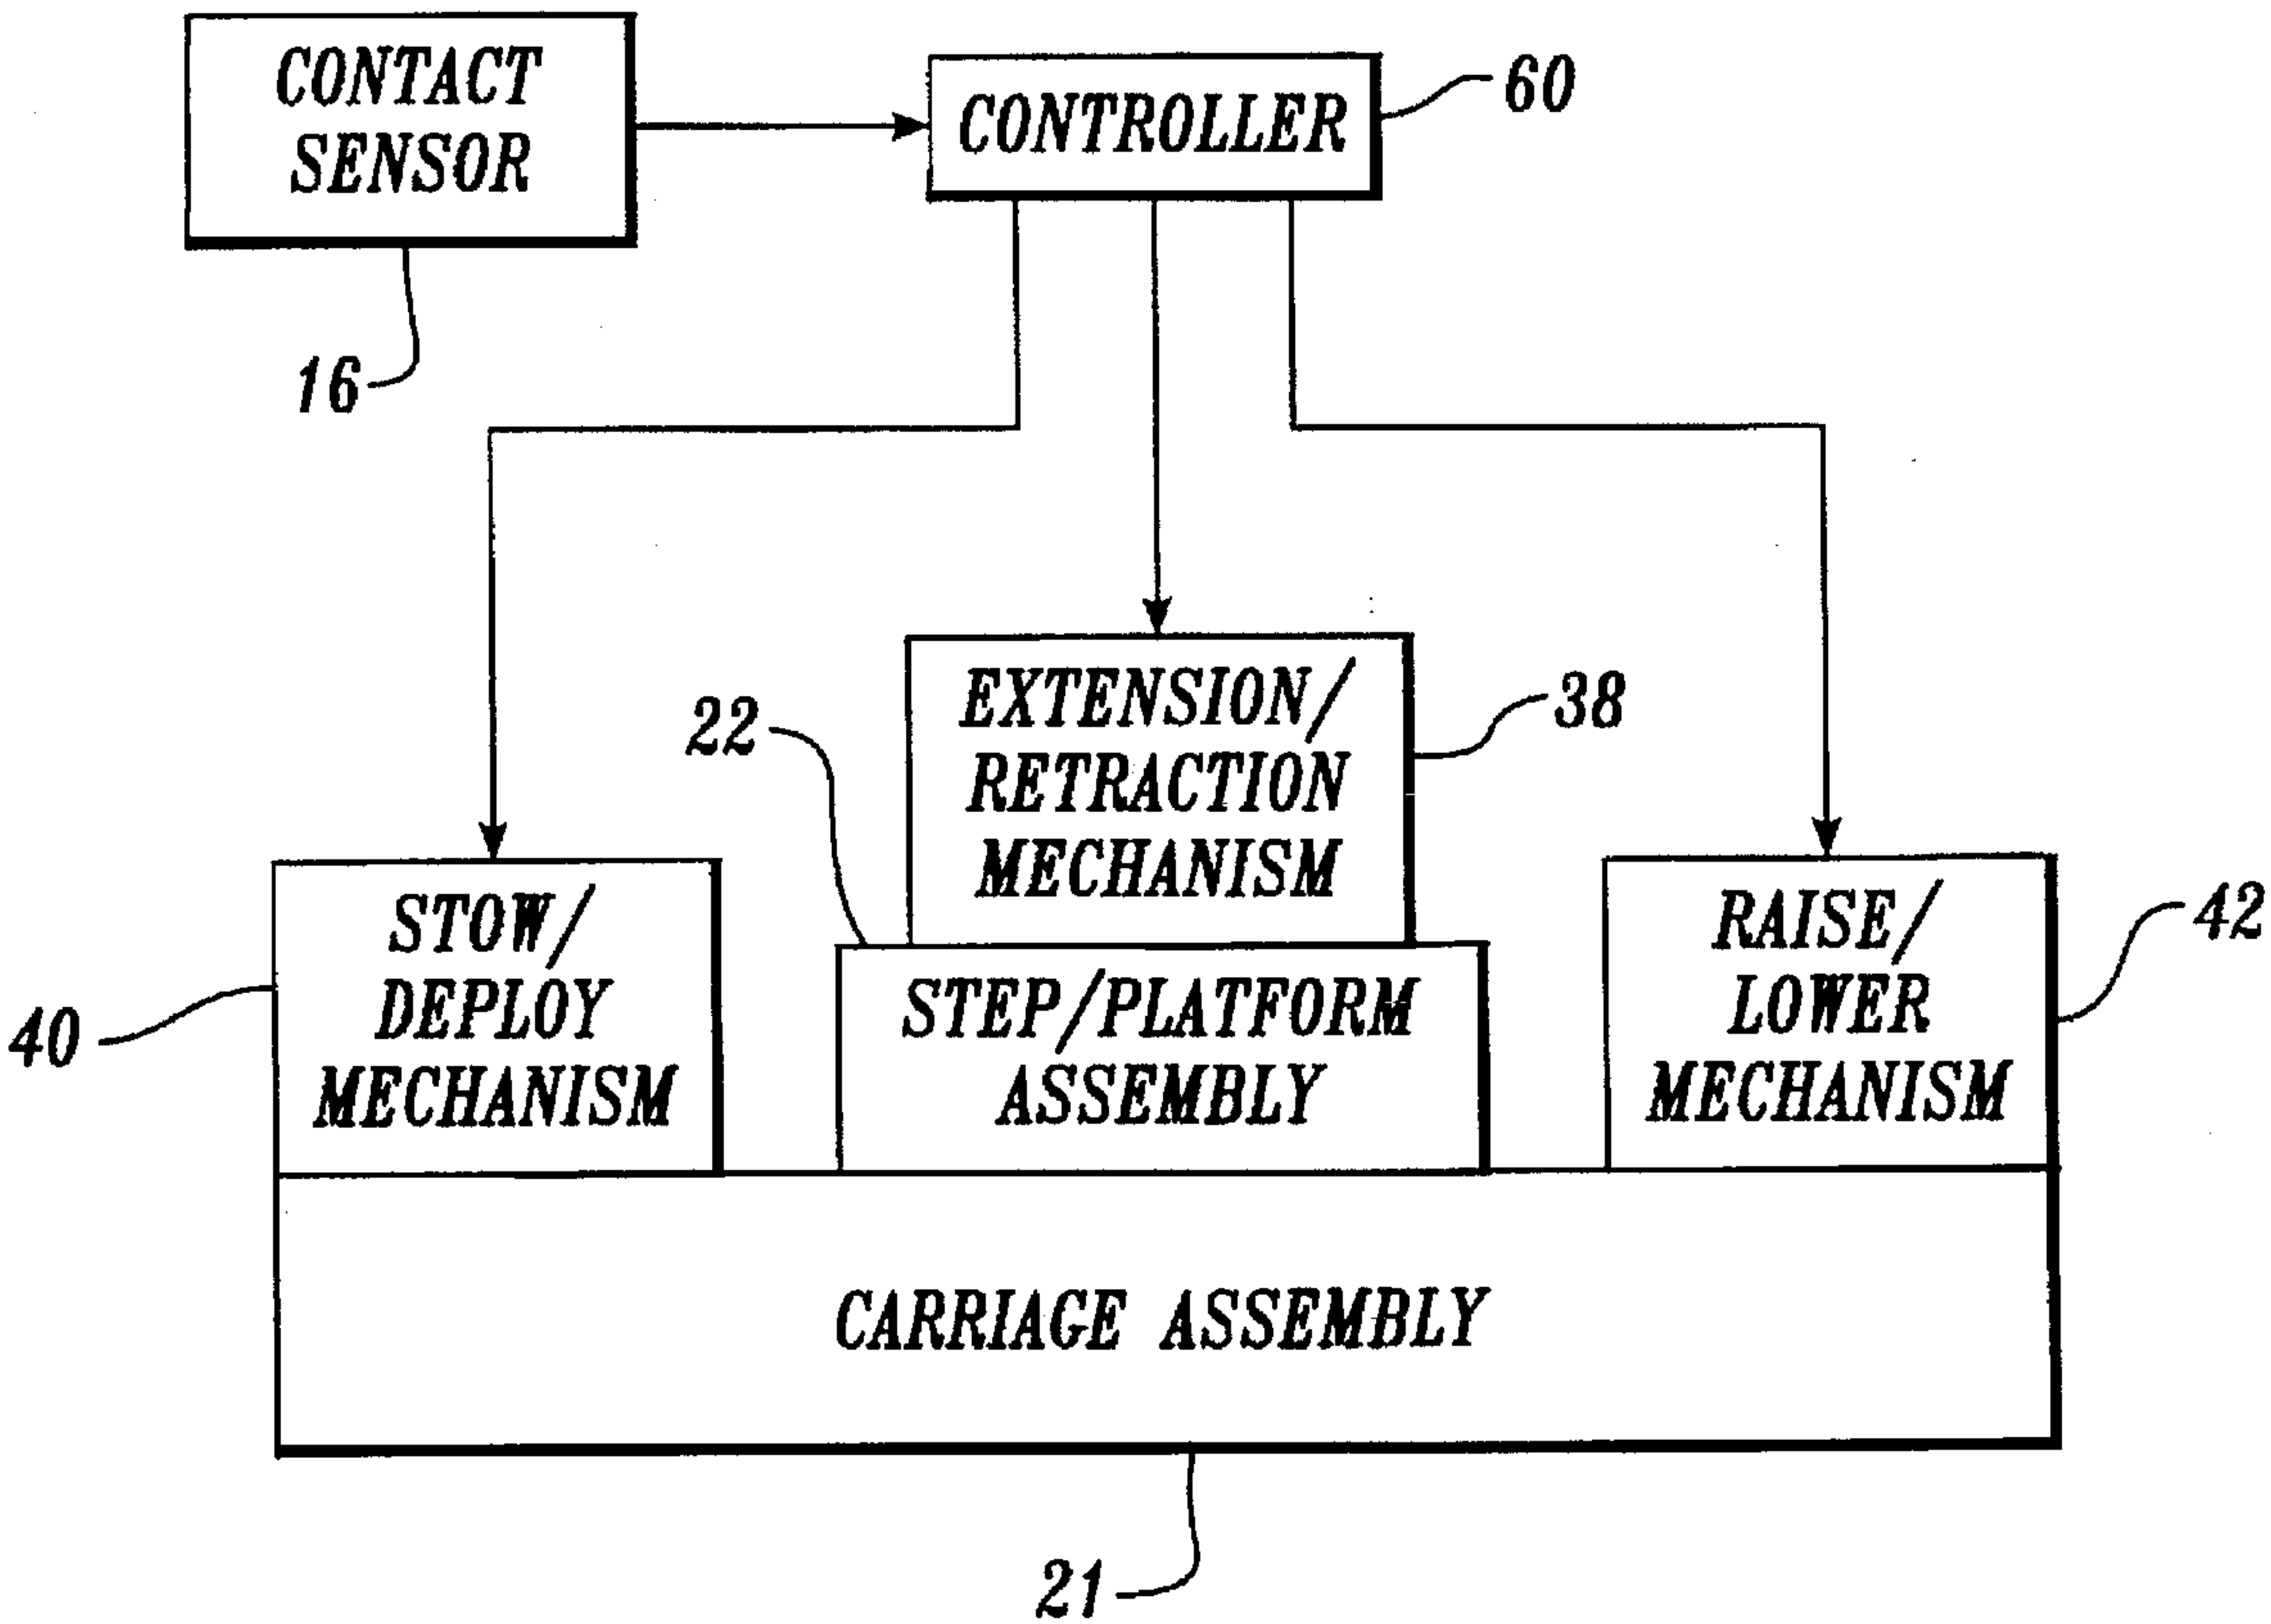 CONTACT
SENSOR
CONTROLLER
60
16
EXTENSION/
RETRACTION
MECHANISM
38
22
STOW/
DEPLOY
MECHANISM
40
STEP/PLATFORM
ASSEMBLY
RAISE/
LOWER
MECHANISM
42
CARRIAGE ASSEMBLY
21